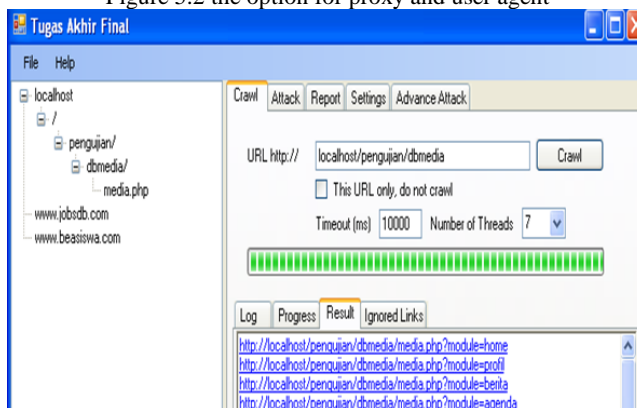 Figure 3.2 the option for proxy and user agent
Tugas Akhir Final
File Help
localhost
/
pengujian/
dbmedia/
media.php
www.jobsdb.com
www.beasiswa.com
Crawl Attack Report Settings Advance Attack
URL http:// localhost/pengujian/dbmedia Crawl
This URL only, do not crawl
Timeout (ms) 10000 Number of Threads 7
Log Progress Result Ignored Links
http://localhost/pengujian/dbmedia/media.php?module=home
http://localhost/pengujian/dbmedia/media.php?module=profil
http://localhost/pengujian/dbmedia/media.php?module=berita
http://localhost/pengujian/dbmedia/media.php?module=agenda